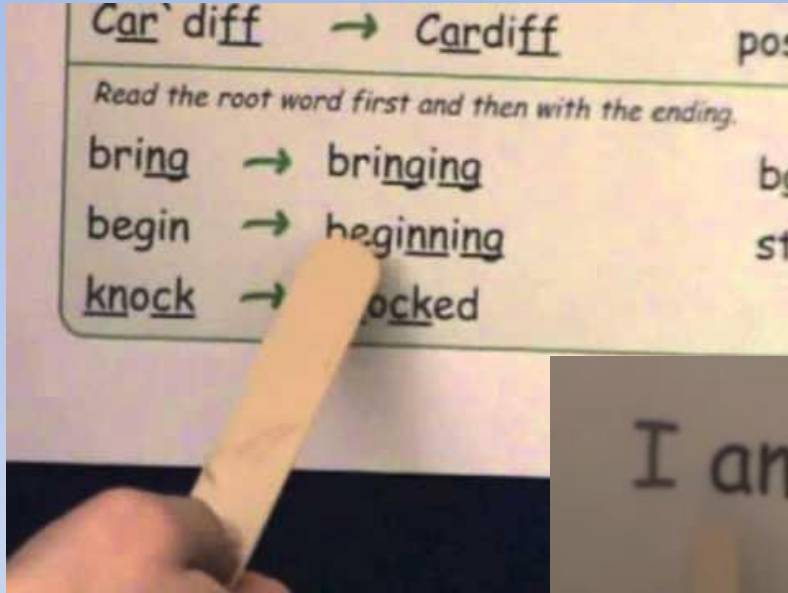 Car` diff → Cardiff
Read the root word first and then with the ending.
bring → bringing
begin → beginning
knock → ocked
I